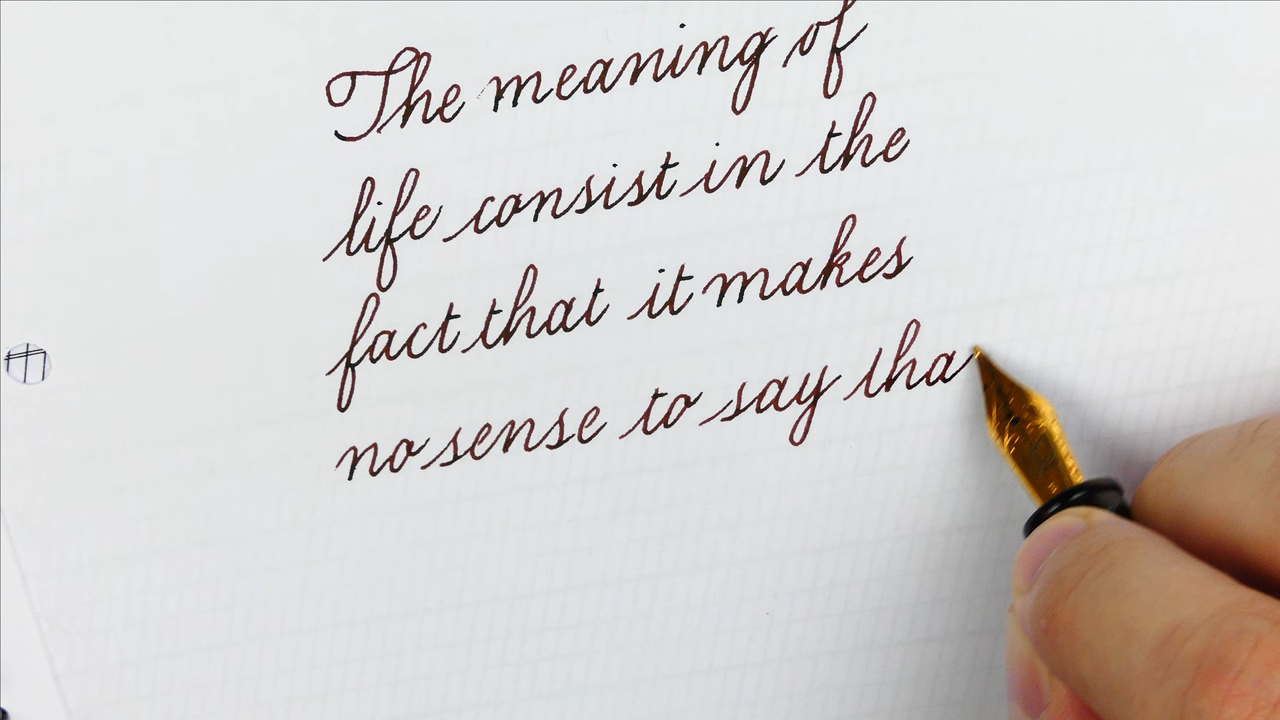 The meaning of
life consist in the
fact that it makes
no sense to say tha